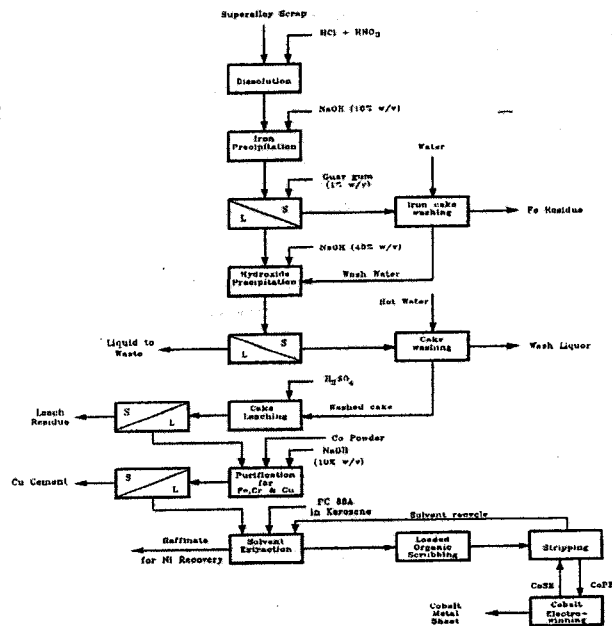 Superalloy Scrap
HCl + HNO3
Dissolution
NaOH (10% w/v)
Iron
Precipitation
Guar gum
(1% w/v)
Water
L S
Iron cake
washing
Fe Residue
NaOH (40% w/v)
Hydroxide
Precipitation
Wash Water
Hot Water
Liquid to
Waste
L S
Cake
washing
Wash Liquor
H2SO4
Leach
Residue
S L
Cake
Leaching
Washed cake
Co Powder
NaOH
(10% w/v)
Cu Cement
S L
Purification
for
Fe,Cr & Cu
PC 88A
in Kerosene
Solvent recycle
Raffinate
for Ni Recovery
Solvent
Extraction
Loaded
Organic
Scrubbing
Stripping
CoSE
CoPE
Cobalt
Metal
Sheet
Cobalt
Electro-
winning